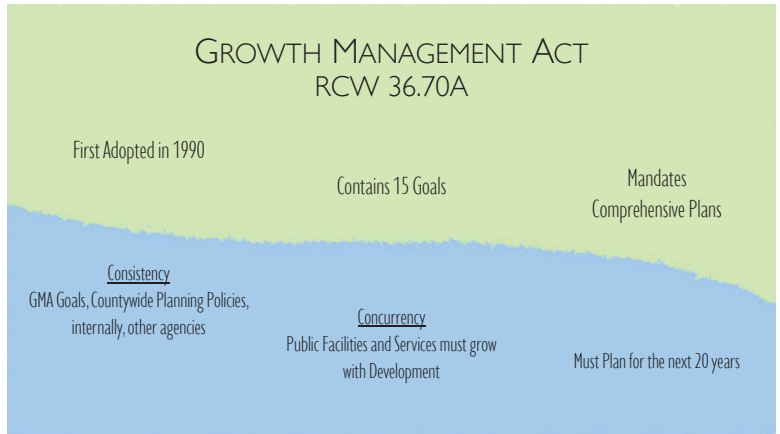 GROWTH MANAGEMENT ACT
RCW 36.70A
First Adopted in 1990
Contains 15 Goals
Mandates
Comprehensive Plans
Consistency
GMA Goals, Countywide Planning Policies,
internally, other agencies
Concurrency
Public Facilities and Services must grow
with Development
Must Plan for the next 20 years